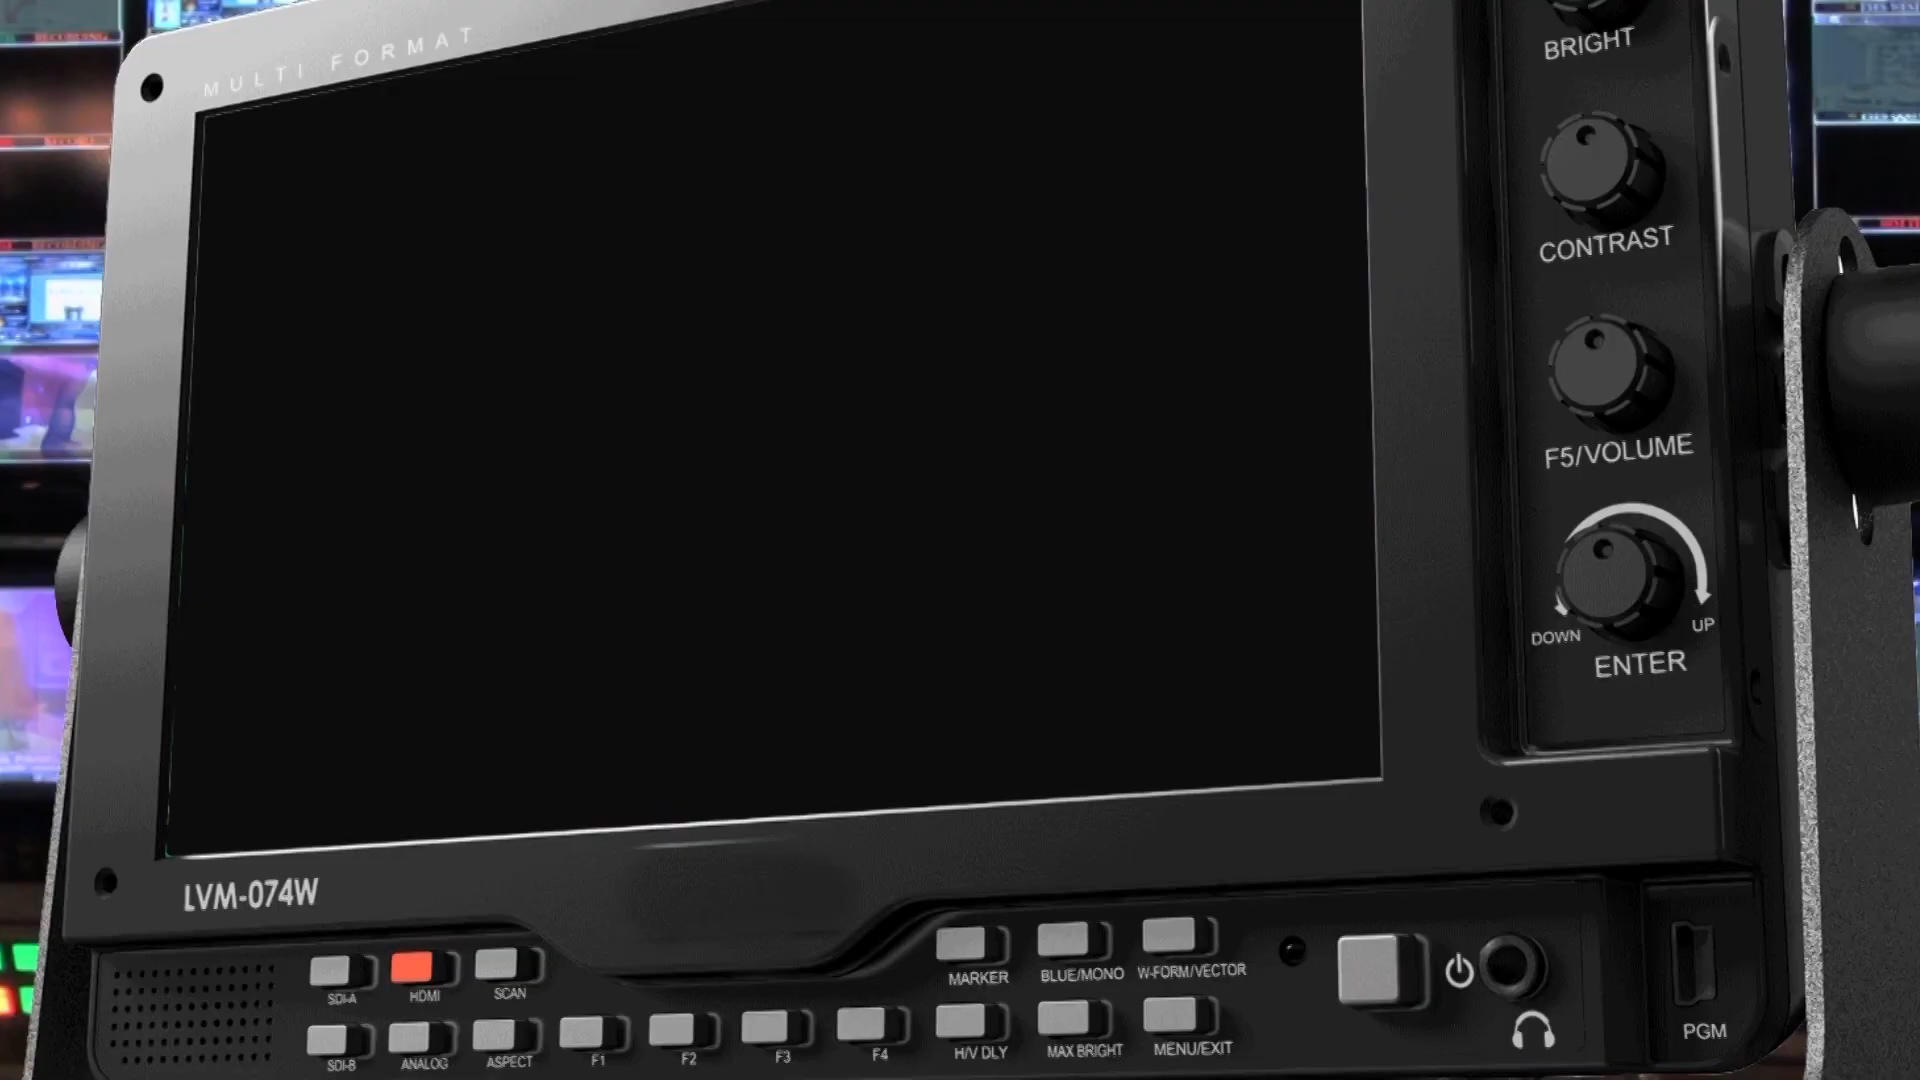 MULTI FORMAT
BRIGHT
CONTRAST
F5/VOLUME
DOWN
UP
ENTER
LVM-074W
SDI-A
HDMI
SCAN
MARKER
BLUE/MONO
W-FORM/VECTOR
SDI-B
ANALOG
ASPECT
F1
F2
F3
F4
H/V DLY
MAX BRIGHT
MENU/EXIT
PGM